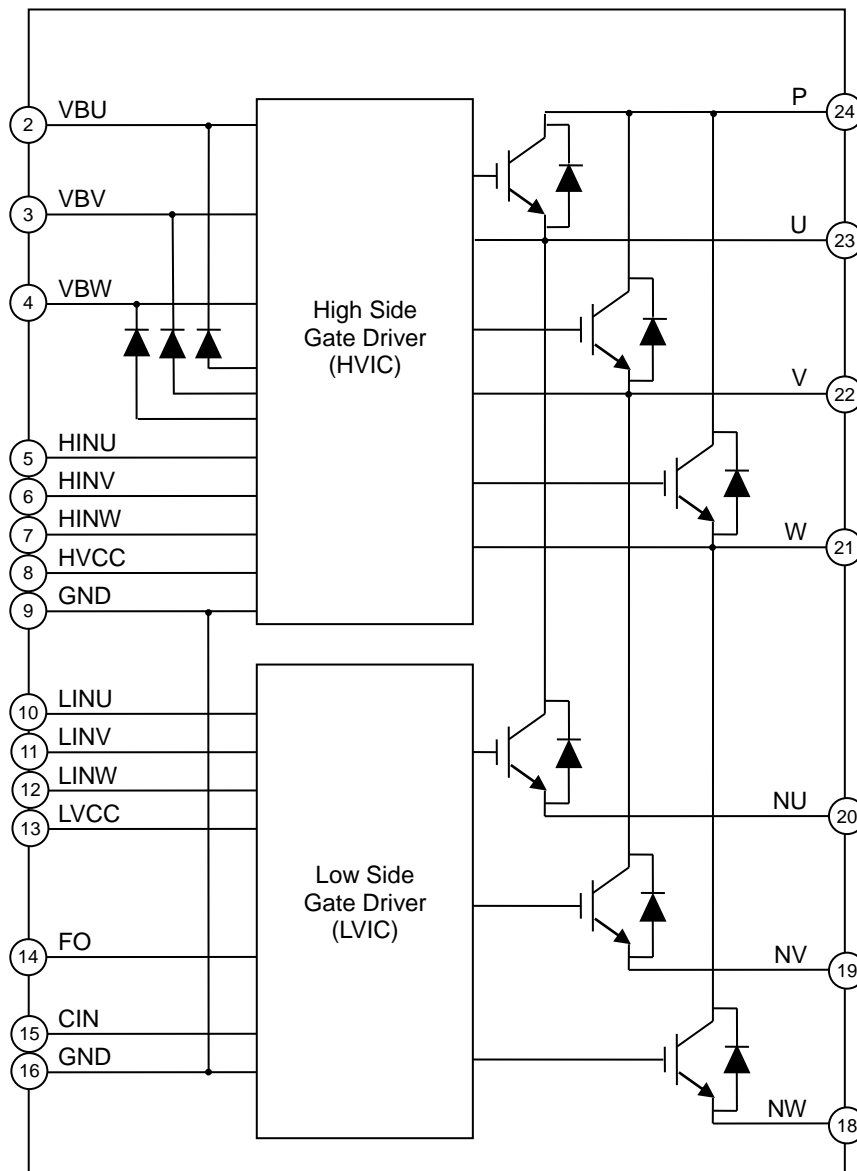 2 VBU
3 VBV
4 VBW
5 HINU
6 HINV
7 HINW
8 HVCC
9 GND
High Side
Gate Driver
(HVIC)
10 LINU
11 LINV
12 LINW
13 LVCC
14 FO
15 CIN
16 GND
Low Side
Gate Driver
(LVIC)
P 24
U 23
V 22
W 21
NU 20
NV 19
NW 18